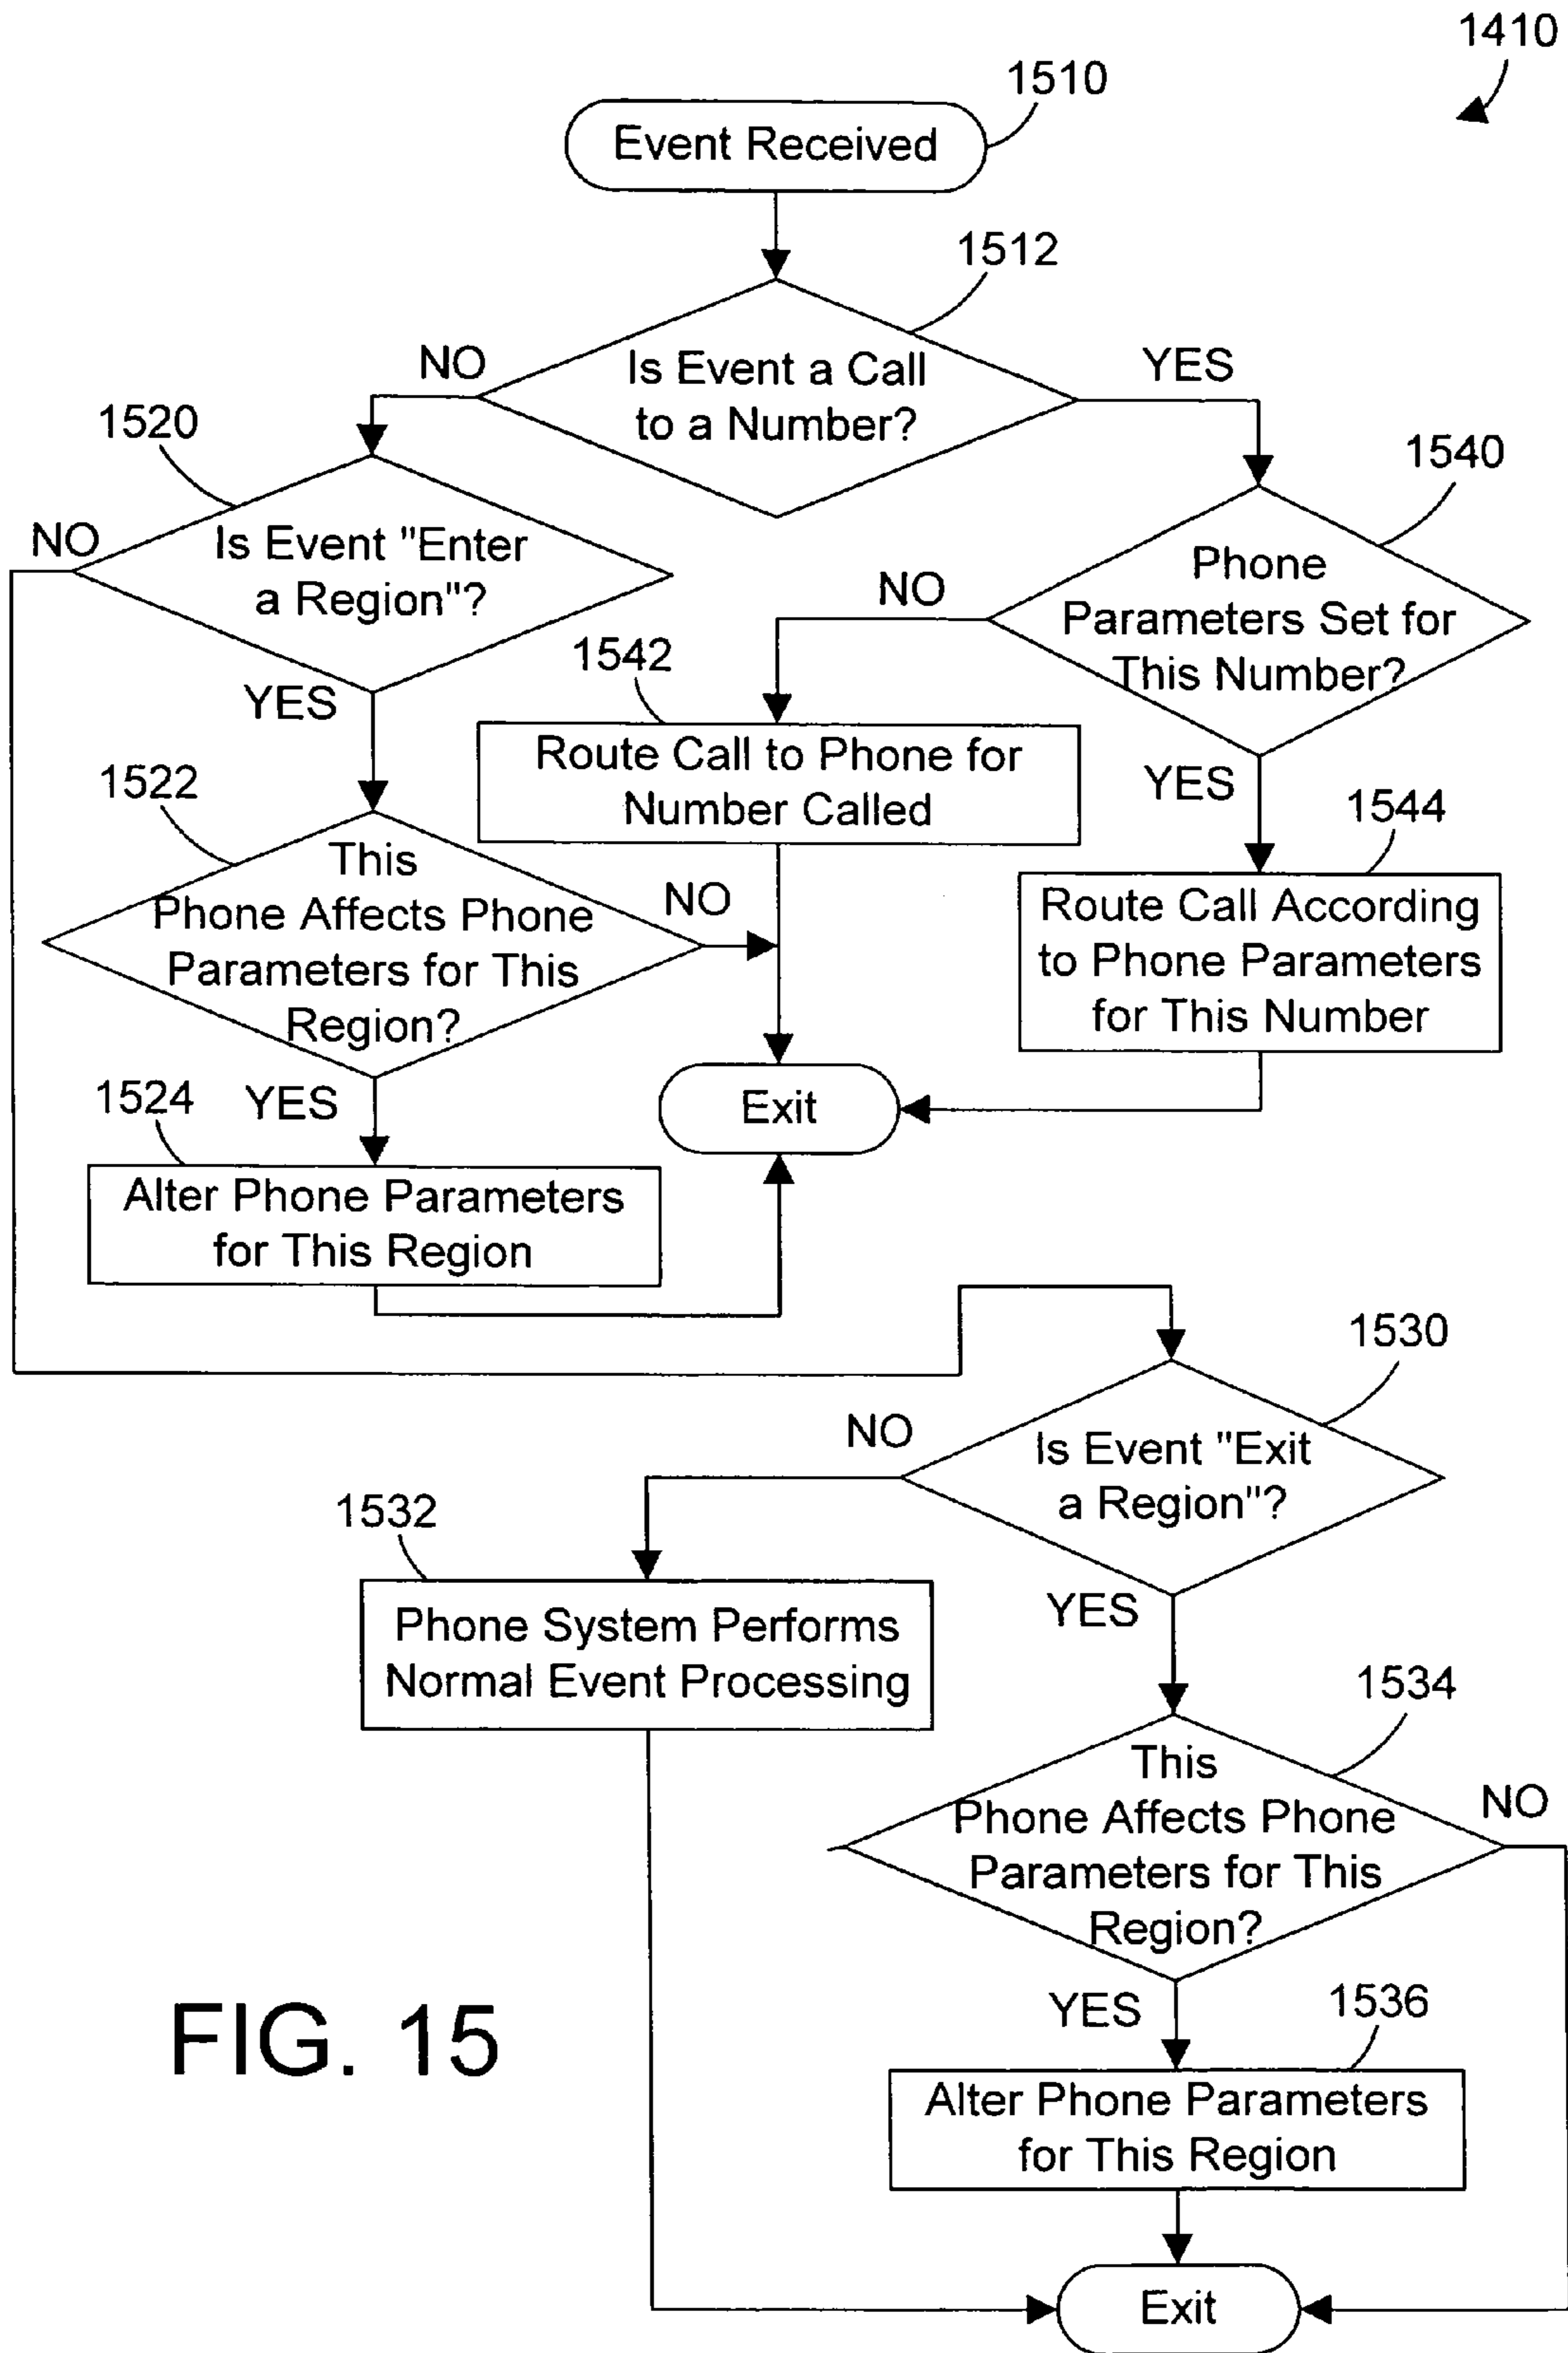 1410
1510
Event Received
1512
NO
Is Event a Call
to a Number?
YES
1520
1540
NO
Is Event "Enter
a Region"?
YES
NO
Phone
Parameters Set for
This Number?
YES
1542
Route Call to Phone for
Number Called
1544
Route Call According
to Phone Parameters
for This Number
1522
This
Phone Affects Phone
Parameters for This
Region?
NO
YES
Exit
1524
Alter Phone Parameters
for This Region
1530
NO
Is Event "Exit
a Region"?
YES
1532
Phone System Performs
Normal Event Processing
1534
This
Phone Affects Phone
Parameters for This
Region?
NO
YES
1536
Alter Phone Parameters
for This Region
Exit
FIG. 15